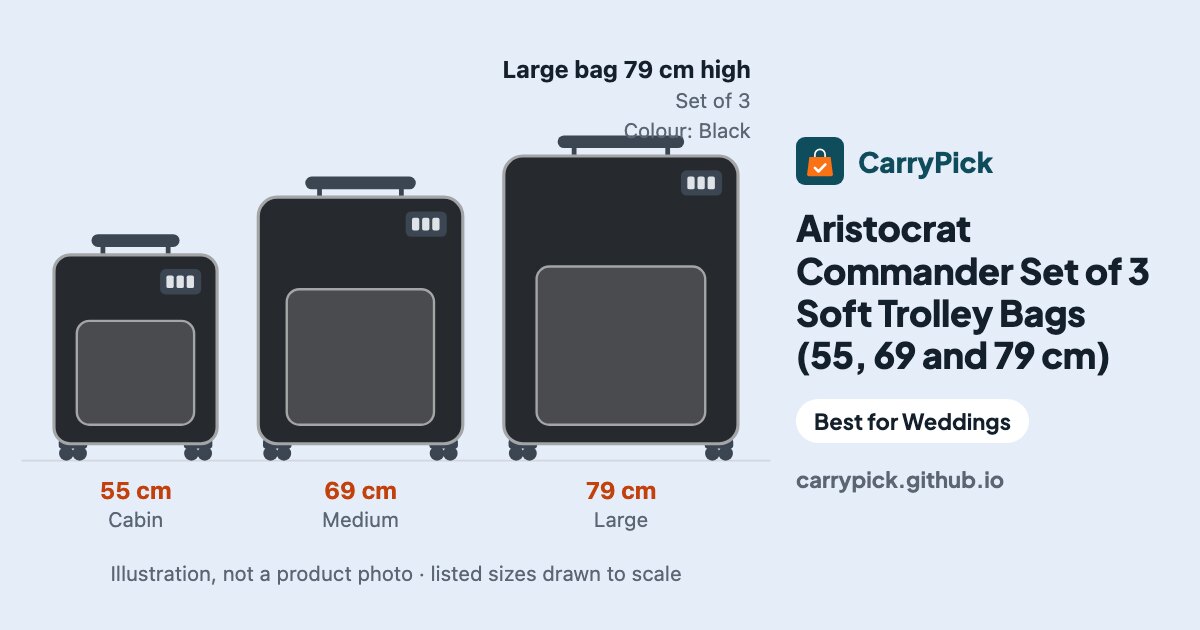 Large bag 79 cm high
Set of 3
Colour: Black
55 cm
Cabin
69 cm
Medium
79 cm
Large
Illustration, not a product photo · listed sizes drawn to scale
CarryPick
Aristocrat
Commander Set of 3
Soft Trolley Bags
(55, 69 and 79 cm)
Best for Weddings
carrypick.github.io